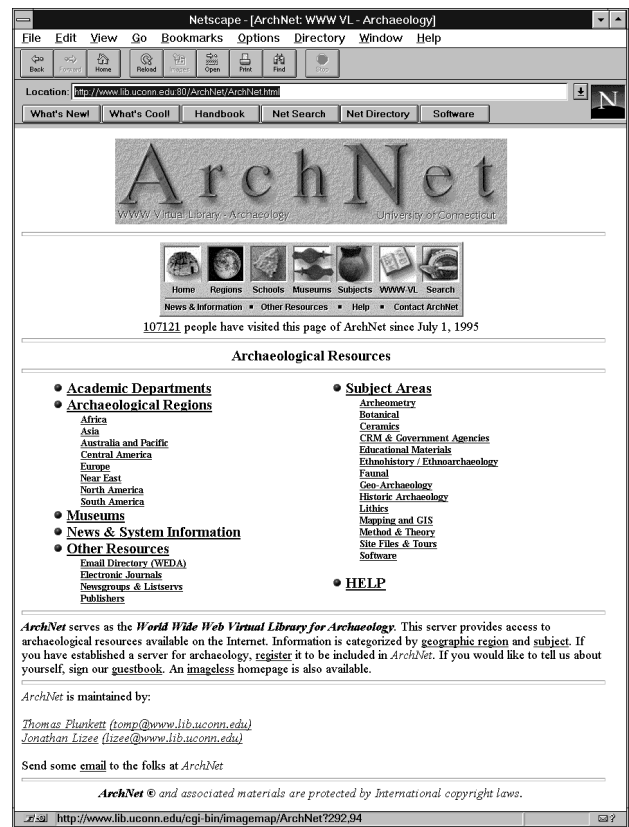 Netscape - [ArchNet: WWW VL - Archaeology]
File Edit View Go Bookmarks Options Directory Window Help
Back Forward Home Reload Images Open Print Find Stop
Location: http://www.lib.uconn.edu:80/ArchNet/ArchNet.html
N
What's New! What's Cool! Handbook Net Search Net Directory Software
ArchNet
WWW Virtual Library - Archaeology University of Connecticut
Home Regions Schools Museums Subjects WWW-VL Search
News & Information ▪ Other Resources ▪ Help ▪ Contact ArchNet
107121 people have visited this page of ArchNet since July 1, 1995
Archaeological Resources
Academic Departments
Archaeological Regions
Africa
Asia
Australia and Pacific
Central America
Europe
Near East
North America
South America
Museums
News & System Information
Other Resources
Email Directory (WEDA)
Electronic Journals
Newsgroups & Listservs
Publishers
Subject Areas
Archeometry
Botanical
Ceramics
CRM & Government Agencies
Educational Materials
Ethnohistory / Ethnoarchaeology
Faunal
Geo-Archaeology
Historic Archaeology
Lithics
Mapping and GIS
Method & Theory
Site Files & Tours
Software
HELP
ArchNet serves as the World Wide Web Virtual Library for Archaeology. This server provides access to
archaeological resources available on the Internet. Information is categorized by geographic region and subject. If
you have established a server for archaeology, register it to be included in ArchNet. If you would like to tell us about
yourself, sign our guestbook. An imageless homepage is also available.
ArchNet is maintained by:
Thomas Plunkett (tomp@www.lib.uconn.edu)
Jonathan Lizee (lizee@www.lib.uconn.edu)
Send some email to the folks at ArchNet
ArchNet © and associated materials are protected by International copyright laws.
http://www.lib.uconn.edu/cgi-bin/imagemap/ArchNet?292,94
?